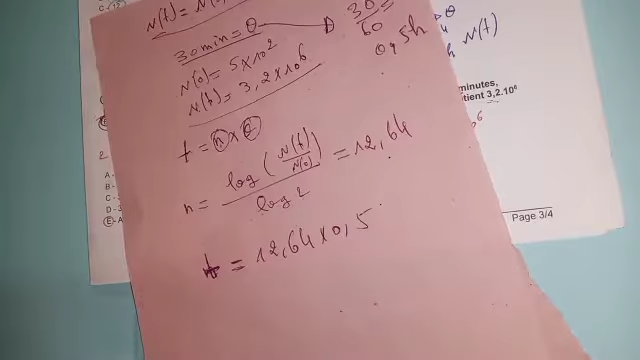 N(t) = N(0)
30 min = θ
30
60
0,5h
N(0) = 5 x 10²
N(t) = 3,2 x 10⁶
t = n x θ
n = log ( N(t) / N(0) ) / log 2 = 12,64
t = 12,64 x 0,5
θ
h N(t)
minutes,
tient 3,2.10⁶
A-
B-
C-
D-
E-A
Page 3/4